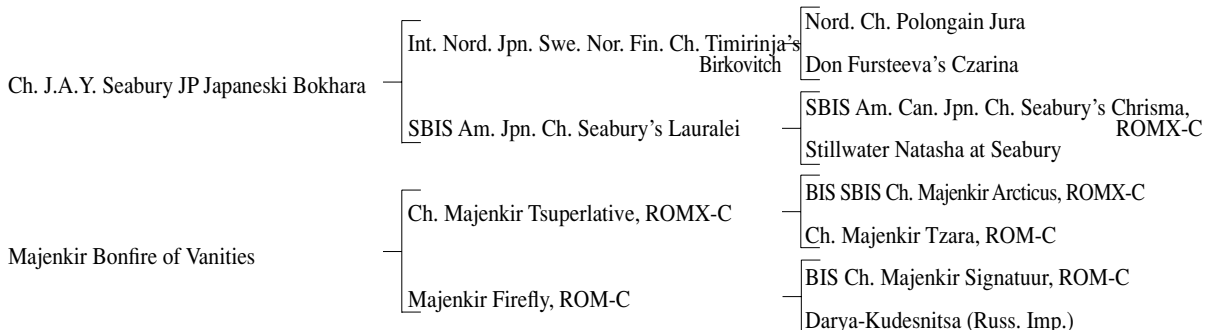 Nord. Ch. Polongain Jura
Int. Nord. Jpn. Swe. Nor. Fin. Ch. Timirinja's
Birkovitch
Don Fursteeva's Czarina
Ch. J.A.Y. Seabury JP Japaneski Bokhara
SBIS Am. Can. Jpn. Ch. Seabury's Chrisma,
ROMX-C
SBIS Am. Jpn. Ch. Seabury's Lauralei
Stillwater Natasha at Seabury
BIS SBIS Ch. Majenkir Arcticus, ROMX-C
Ch. Majenkir Tsuperlative, ROMX-C
Ch. Majenkir Tzara, ROM-C
Majenkir Bonfire of Vanities
BIS Ch. Majenkir Signatuur, ROM-C
Majenkir Firefly, ROM-C
Darya-Kudesnitsa (Russ. Imp.)